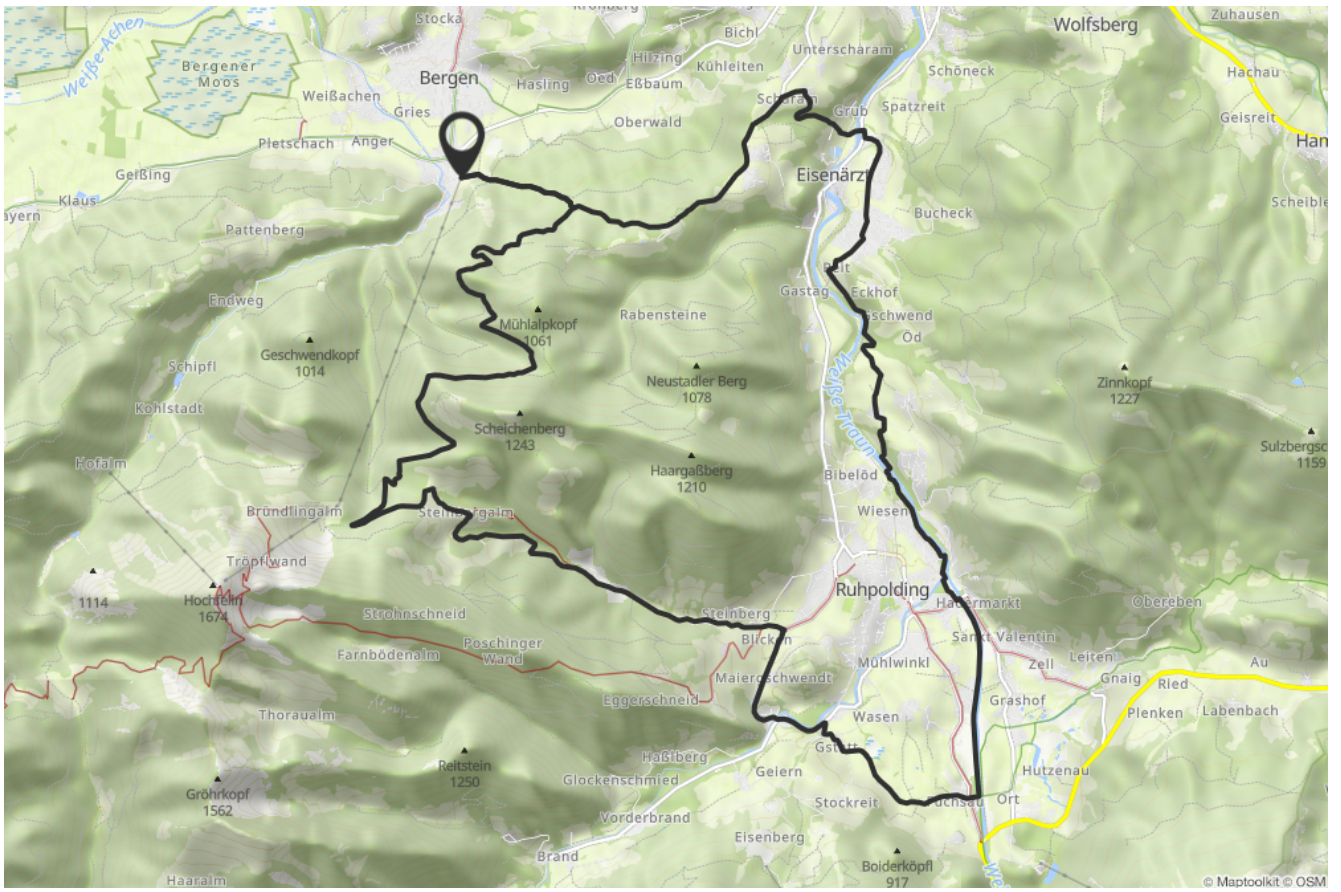 Stocka
Kronberg
Bichl
Wolfsberg
Zuhausen
Weiße Achen
Bergener
Moos
Bergen
Hilzing
Oed
Kühleiten
Unterscharam
Schöneck
Hachau
Weißachen
Hasling
Eßbaum
Gries
Scharam
Grub
Spatzreit
Geisreit
Oberwald
Pletschach
Anger
Ham
Geißing
Eisenärzt
Klaus
ayern
Bucheck
Scheible
Pattenberg
Eckhof
Gastag
Endweg
Gschwend
Öd
Mühlalpkopf
1061
Rabensteine
Geschwendkopf
1014
Schipfl
Weiße Traun
Neustadler Berg
1078
Zinnkopf
1227
Kohlstadt
Scheichenberg
1243
Sulzbergsc
1159
Hofalm
Haargaßberg
1210
Bibelöd
Bründlingalm
Wiesen
Tröpflwand
1114
Hochfelln
1674
Ruhpolding
Obereben
Strohnschneid
Steinberg
Blicken
Sankt Valentin
Farnbödenalm
Poschinger
Wand
Mühlwinkl
Zell
Leiten
Au
Maiergschwendt
Gnaig
Ried
Eggerschneid
Grashof
Thoraualm
Wasen
Plenken
Labenbach
Reitstein
1250
Haßlberg
Gstatt
Glockenschmied
Geiern
Hutzenau
Gröhrkopf
1562
Stockreit
Ort
Vorderbrand
Eisenberg
Brand
Boiderköpfl
917
Haaralm
© Maptoolkit © OSM